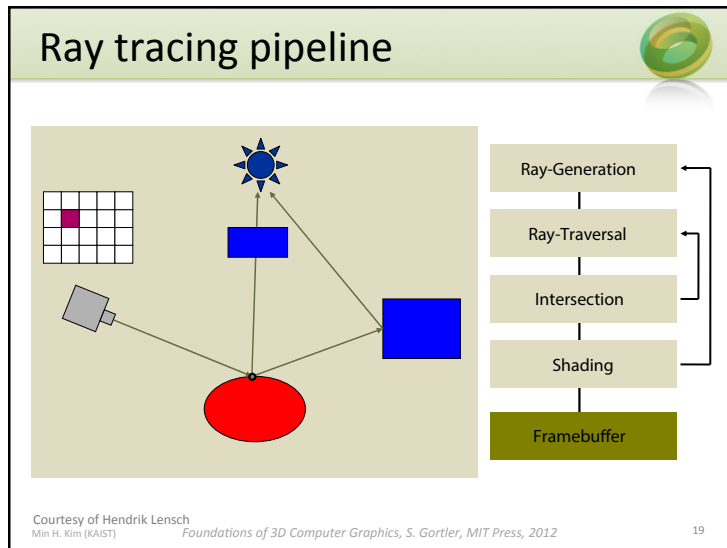 Ray tracing pipeline
Ray-Generation
Ray-Traversal
Intersection
Shading
Framebuffer
Courtesy of Hendrik Lensch
Min H. Kim (KAIST) Foundations of 3D Computer Graphics, S. Gortler, MIT Press, 2012 19